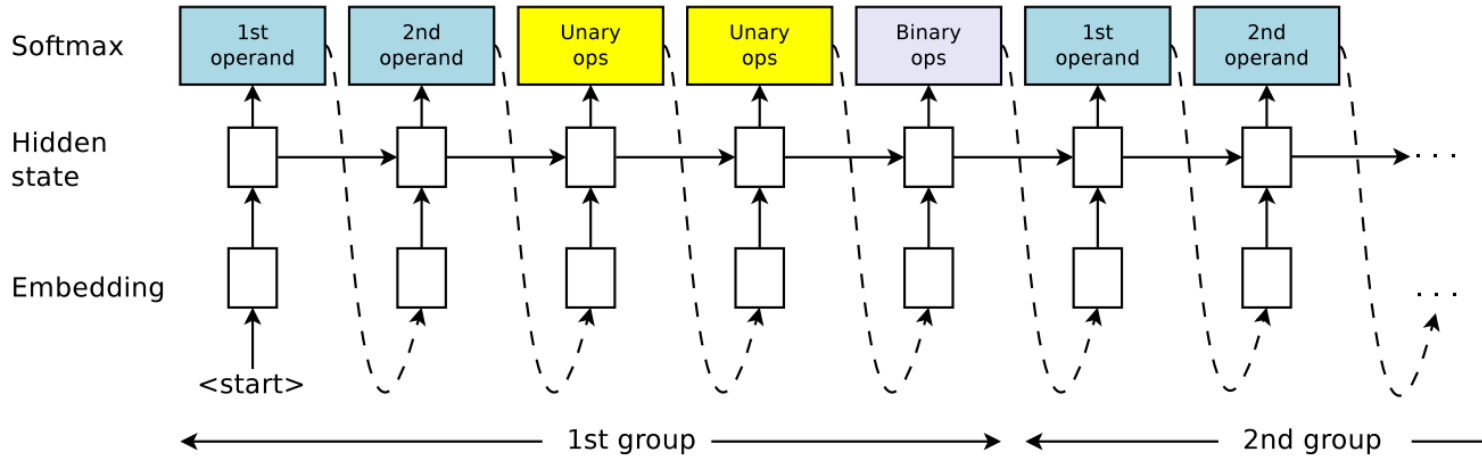 Softmax
1st
operand
2nd
operand
Unary
ops
Unary
ops
Binary
ops
1st
operand
2nd
operand
Hidden
state
. . .
Embedding
. . .
<start>
1st group
2nd group